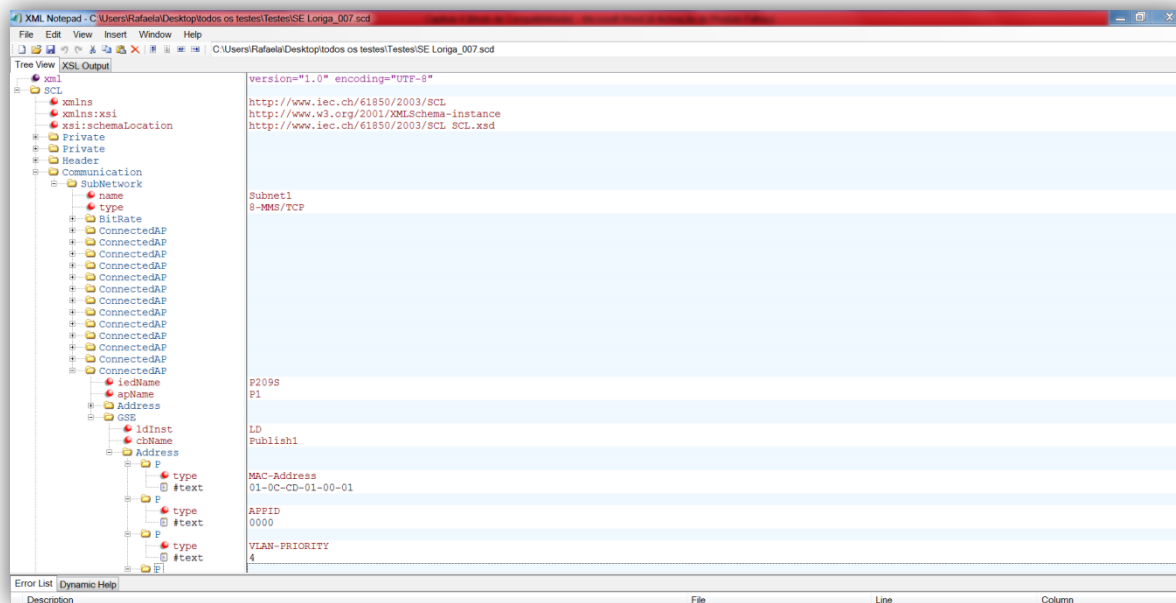 XML Notepad - C:\Users\Rafaela\Desktop\todos os testes\Testes\SE Loriga_007.scd
File Edit View Insert Window Help
C:\Users\Rafaela\Desktop\todos os testes\Testes\SE Loriga_007.scd
Tree View XSL Output
xml version="1.0" encoding="UTF-8"
SCL
xmlns http://www.iec.ch/61850/2003/SCL
xmlns:xsi http://www.w3.org/2001/XMLSchema-instance
xsi:schemaLocation http://www.iec.ch/61850/2003/SCL SCL.xsd
Private
Private
Header
Communication
SubNetwork
name Subnet1
type 8-MMS/TCP
BitRate
ConnectedAP
ConnectedAP
ConnectedAP
ConnectedAP
ConnectedAP
ConnectedAP
ConnectedAP
ConnectedAP
ConnectedAP
ConnectedAP
ConnectedAP
ConnectedAP
ConnectedAP
iedName P209S
apName P1
Address
GSE
ldInst LD
cbName Publish1
Address
P
type MAC-Address
#text 01-0C-CD-01-00-01
P
type APPID
#text 0000
P
type VLAN-PRIORITY
#text 4
P
Error List Dynamic Help
Description File Line Column